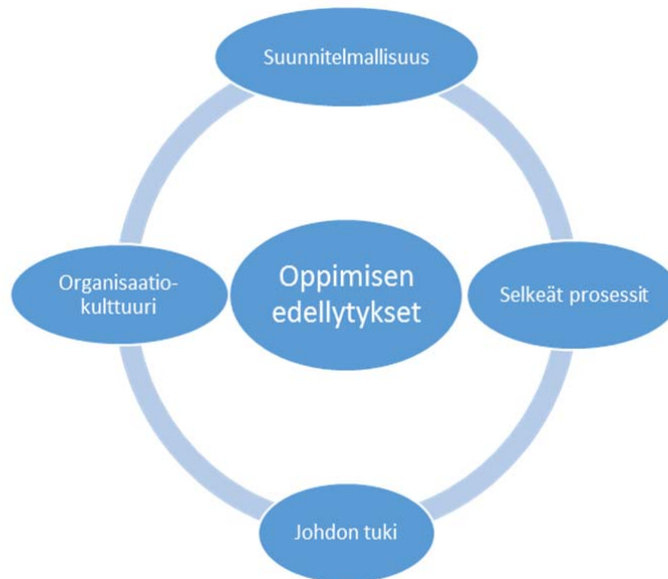 Suunnitelmallisuus
Organisaatio-
kulttuuri
Oppimisen
edellytykset
Selkeät prosessit
Johdon tuki